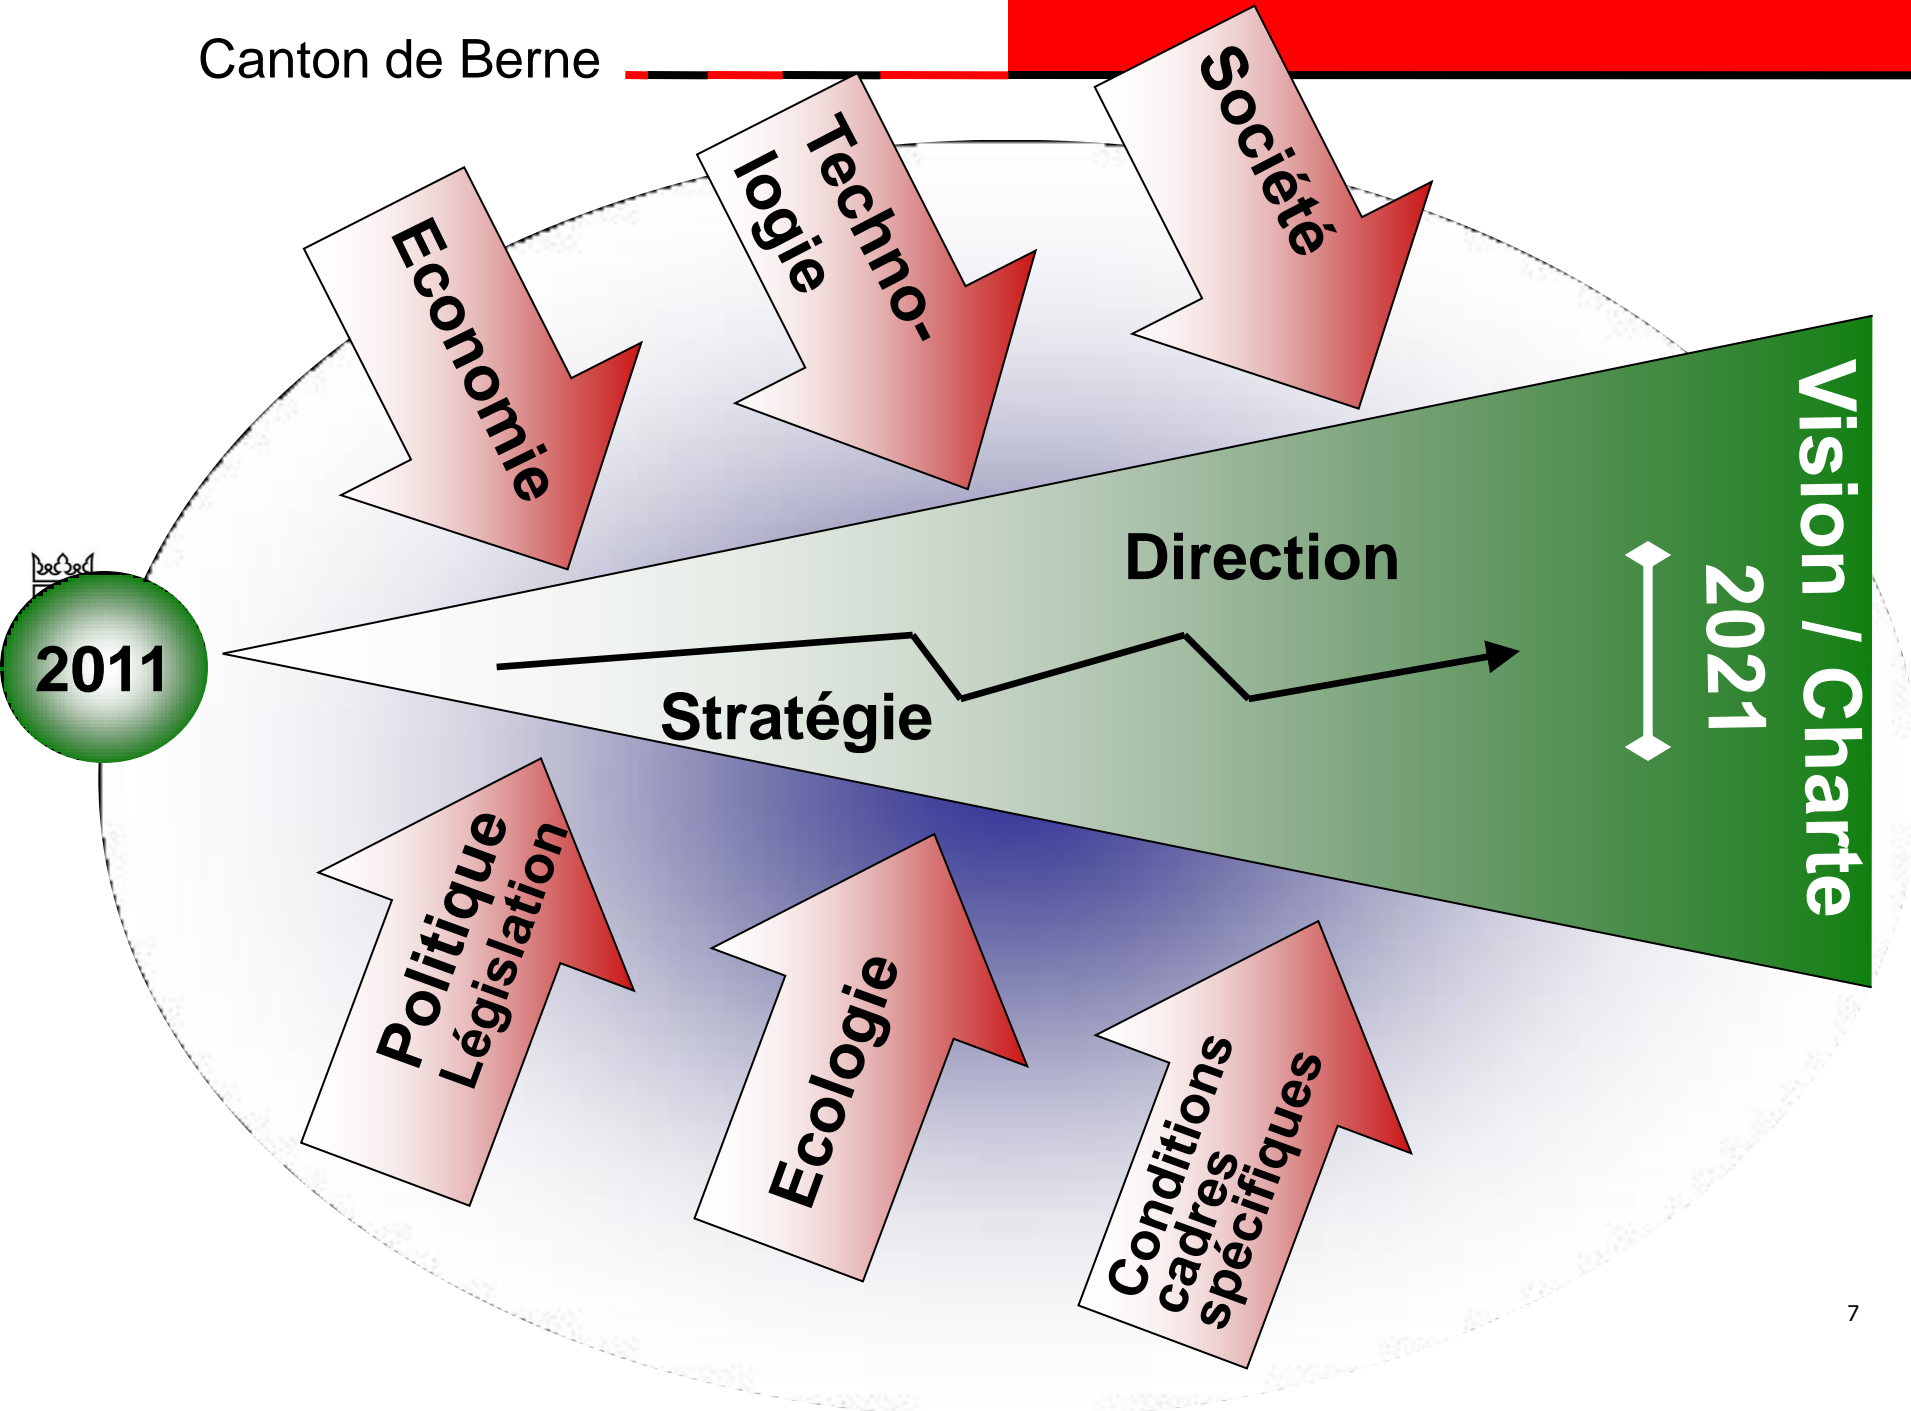 Canton de Berne
Economie
Techno-
logie
Société
2011
Direction
Stratégie
2021
Vision / Charte
Politique
Législation
Ecologie
Conditions
cadres
spécifiques
7